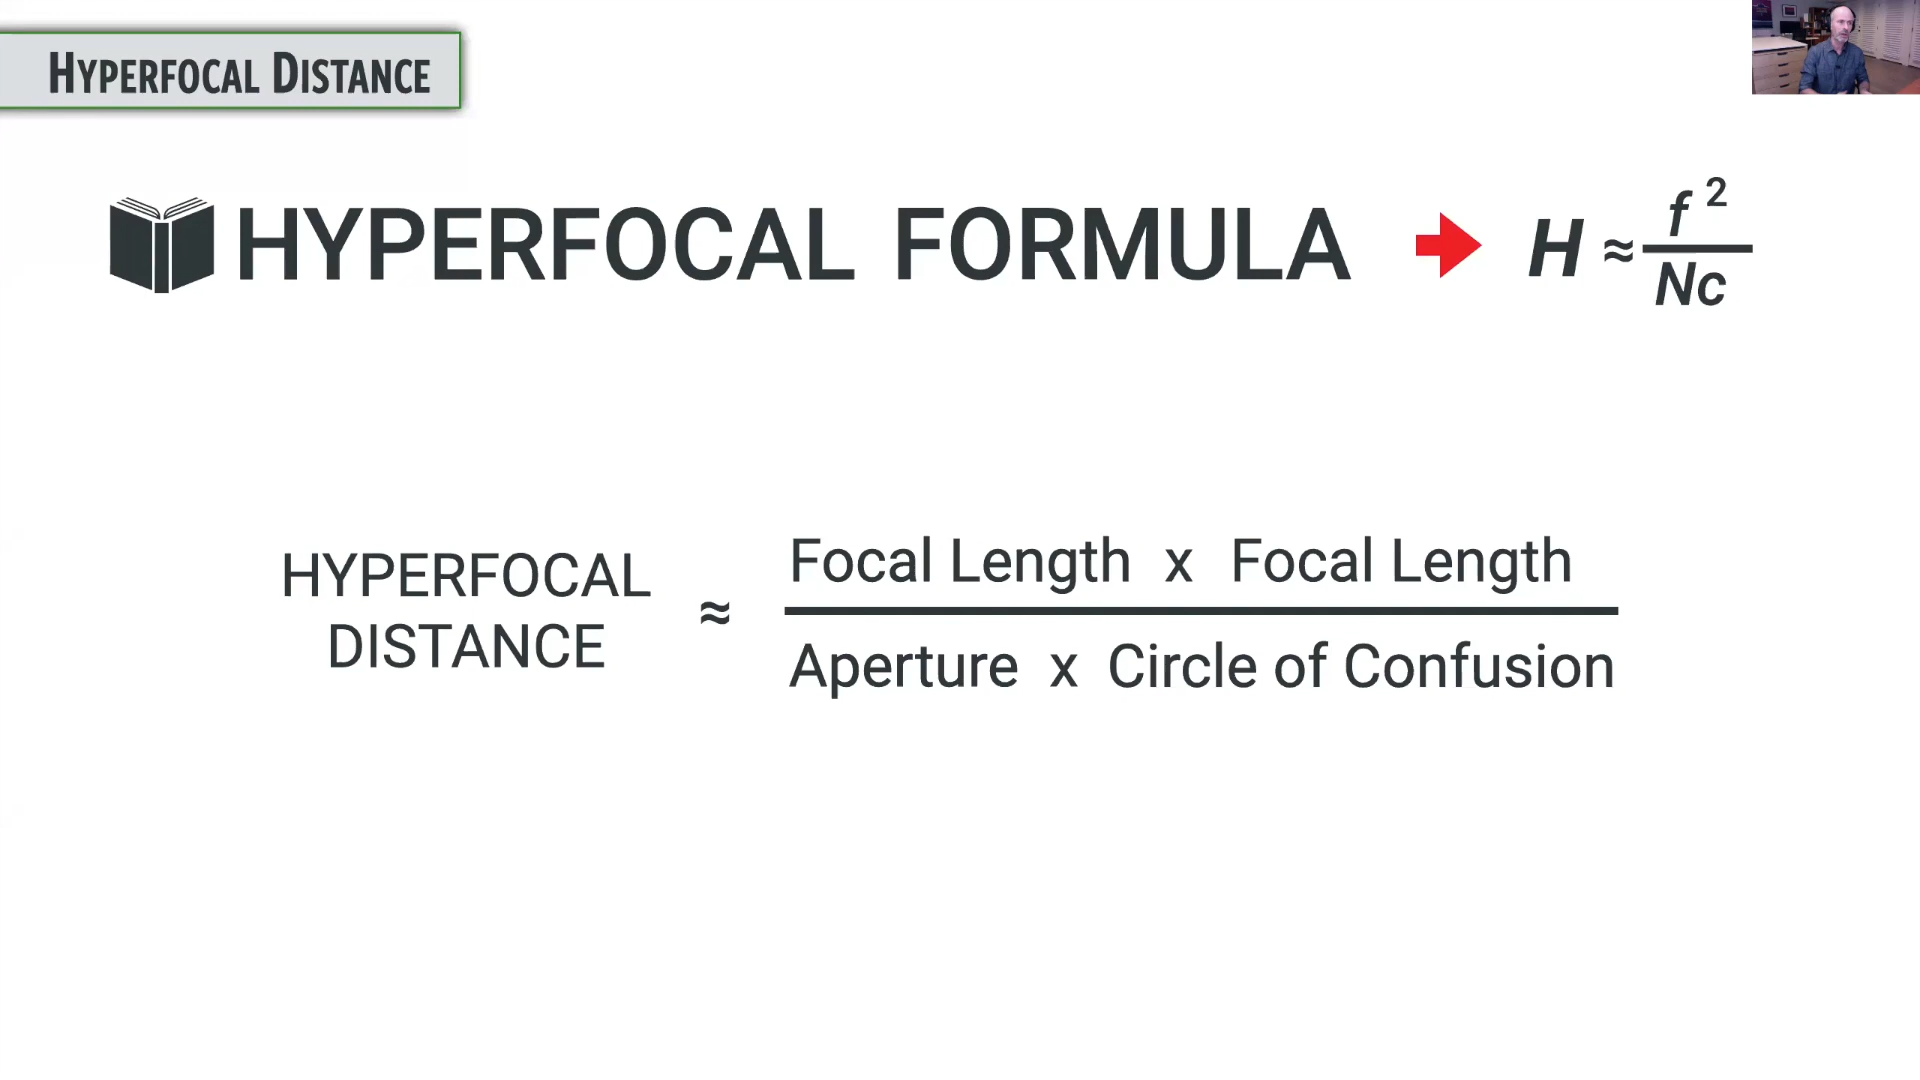 HYPERFOCAL DISTANCE
HYPERFOCAL FORMULA H ≈ f ² / Nc
HYPERFOCAL DISTANCE ≈ Focal Length x Focal Length
Aperture x Circle of Confusion